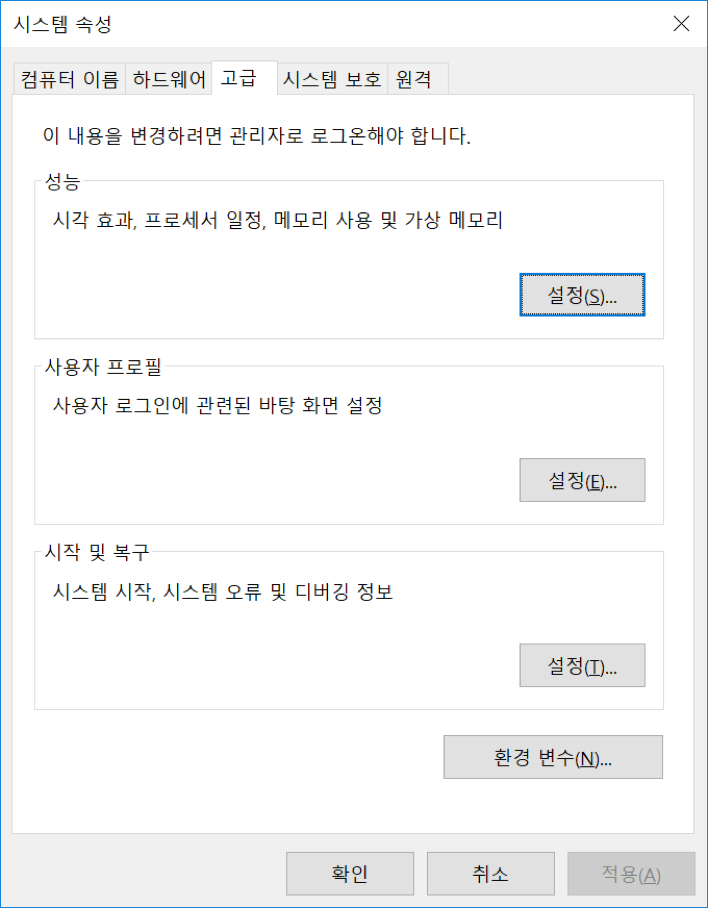 시스템 속성
컴퓨터 이름 하드웨어 고급 시스템 보호 원격
이 내용을 변경하려면 관리자로 로그온해야 합니다.
성능
시각 효과, 프로세서 일정, 메모리 사용 및 가상 메모리
설정(S)...
사용자 프로필
사용자 로그인에 관련된 바탕 화면 설정
설정(E)...
시작 및 복구
시스템 시작, 시스템 오류 및 디버깅 정보
설정(T)...
환경 변수(N)...
확인 취소 적용(A)